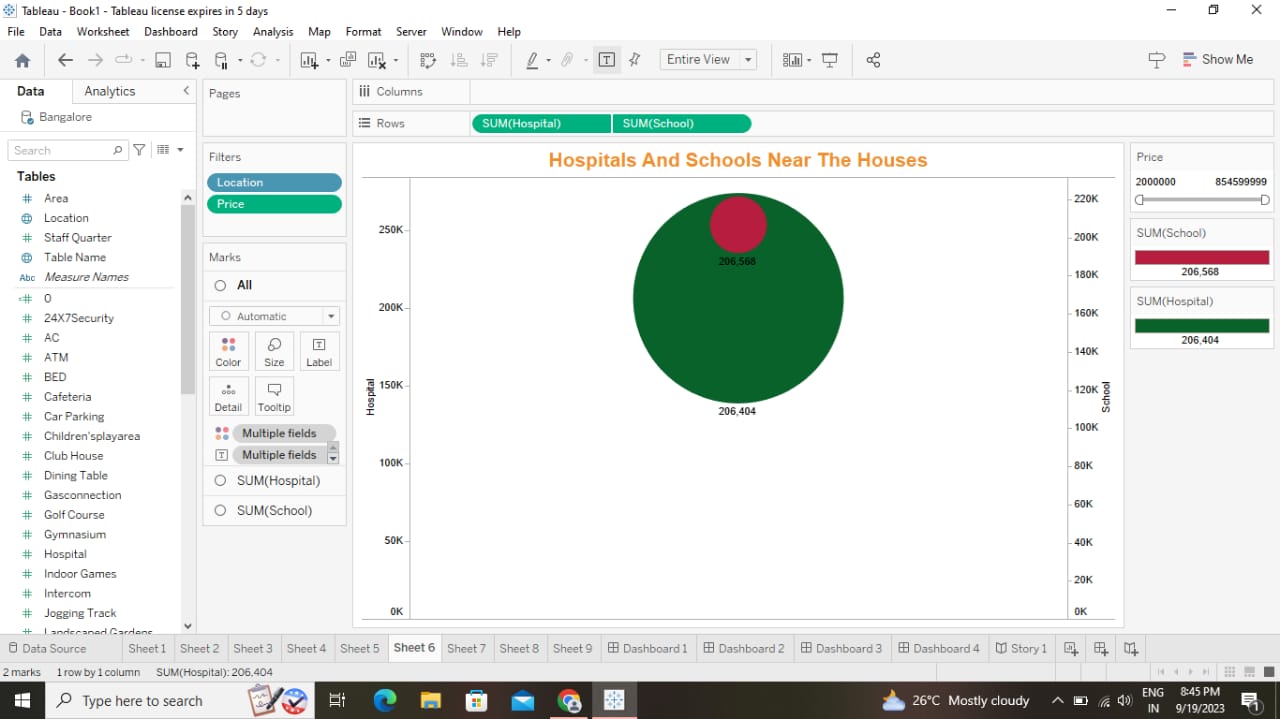 Tableau - Book1 - Tableau license expires in 5 days
File Data Worksheet Dashboard Story Analysis Map Format Server Window Help
Entire View
Show Me
Data Analytics
Bangalore
Search
Tables
Area
Location
Staff Quarter
Table Name
Abc Measure Names
0
24X7Security
AC
ATM
BED
Cafeteria
Car Parking
Children'splayarea
Club House
Dining Table
Gasconnection
Golf Course
Gymnasium
Hospital
Indoor Games
Intercom
Jogging Track
Landscaped Gardens
Pages
Filters
Location
Price
Marks
All
Automatic
Color Size Label
Detail Tooltip
Multiple fields
Multiple fields
SUM(Hospital)
SUM(School)
Columns
Rows SUM(Hospital) SUM(School)
Hospitals And Schools Near The Houses
Hospital
250K
200K
150K
100K
50K
0K
206,568
206,404
220K
200K
180K
160K
140K
120K
100K
80K
60K
40K
20K
0K
School
Price
2000000 854599999
SUM(School)
206,568
SUM(Hospital)
206,404
Data Source Sheet 1 Sheet 2 Sheet 3 Sheet 4 Sheet 5 Sheet 6 Sheet 7 Sheet 8 Sheet 9 Dashboard 1 Dashboard 2 Dashboard 3 Dashboard 4 Story 1
2 marks 1 row by 1 column SUM(Hospital): 206,404
Type here to search
26°C Mostly cloudy
ENG
IN
8:45 PM
9/19/2023
1